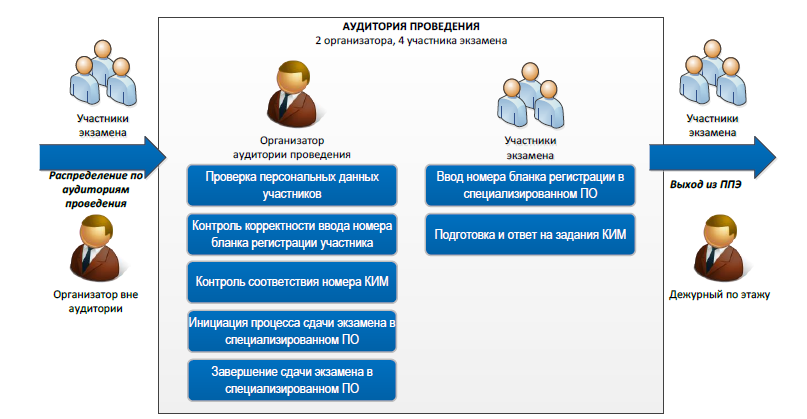 АУДИТОРИЯ ПРОВЕДЕНИЯ
2 организатора, 4 участника экзамена
Участники
экзамена
Распределение по
аудиториям
проведения
Организатор вне
аудитории
Организатор
аудитории проведения
Проверка персональных данных
участников
Контроль корректности ввода номера
бланка регистрации участника
Контроль соответствия номера КИМ
Инициация процесса сдачи экзамена в
специализированном ПО
Завершение сдачи экзамена в
специализированном ПО
Участники
экзамена
Ввод номера бланка регистрации в
специализированном ПО
Подготовка и ответ на задания КИМ
Участники
экзамена
Выход из ППЭ
Дежурный по этажу